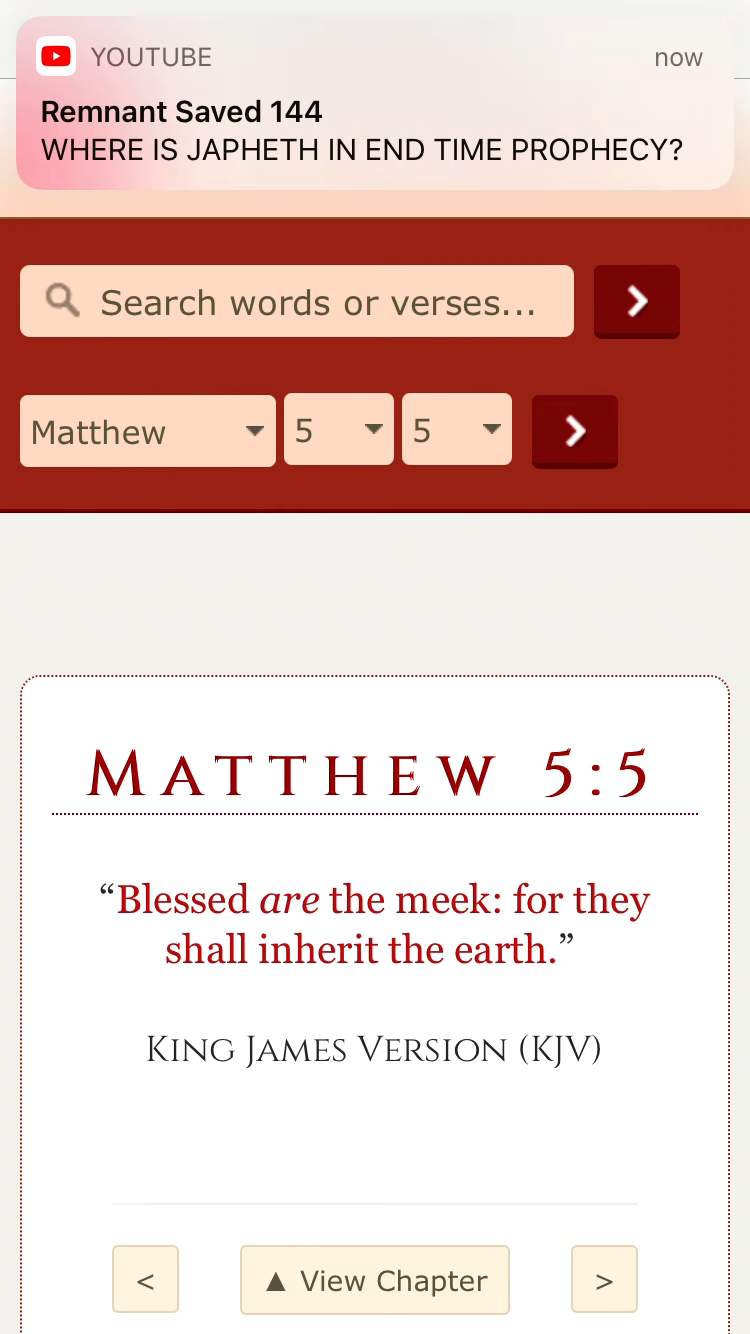 YOUTUBE now
Remnant Saved 144
WHERE IS JAPHETH IN END TIME PROPHECY?
Search words or verses...
Matthew 5 5
MATTHEW 5:5
“Blessed are the meek: for they
shall inherit the earth.”
KING JAMES VERSION (KJV)
< ▲ View Chapter >